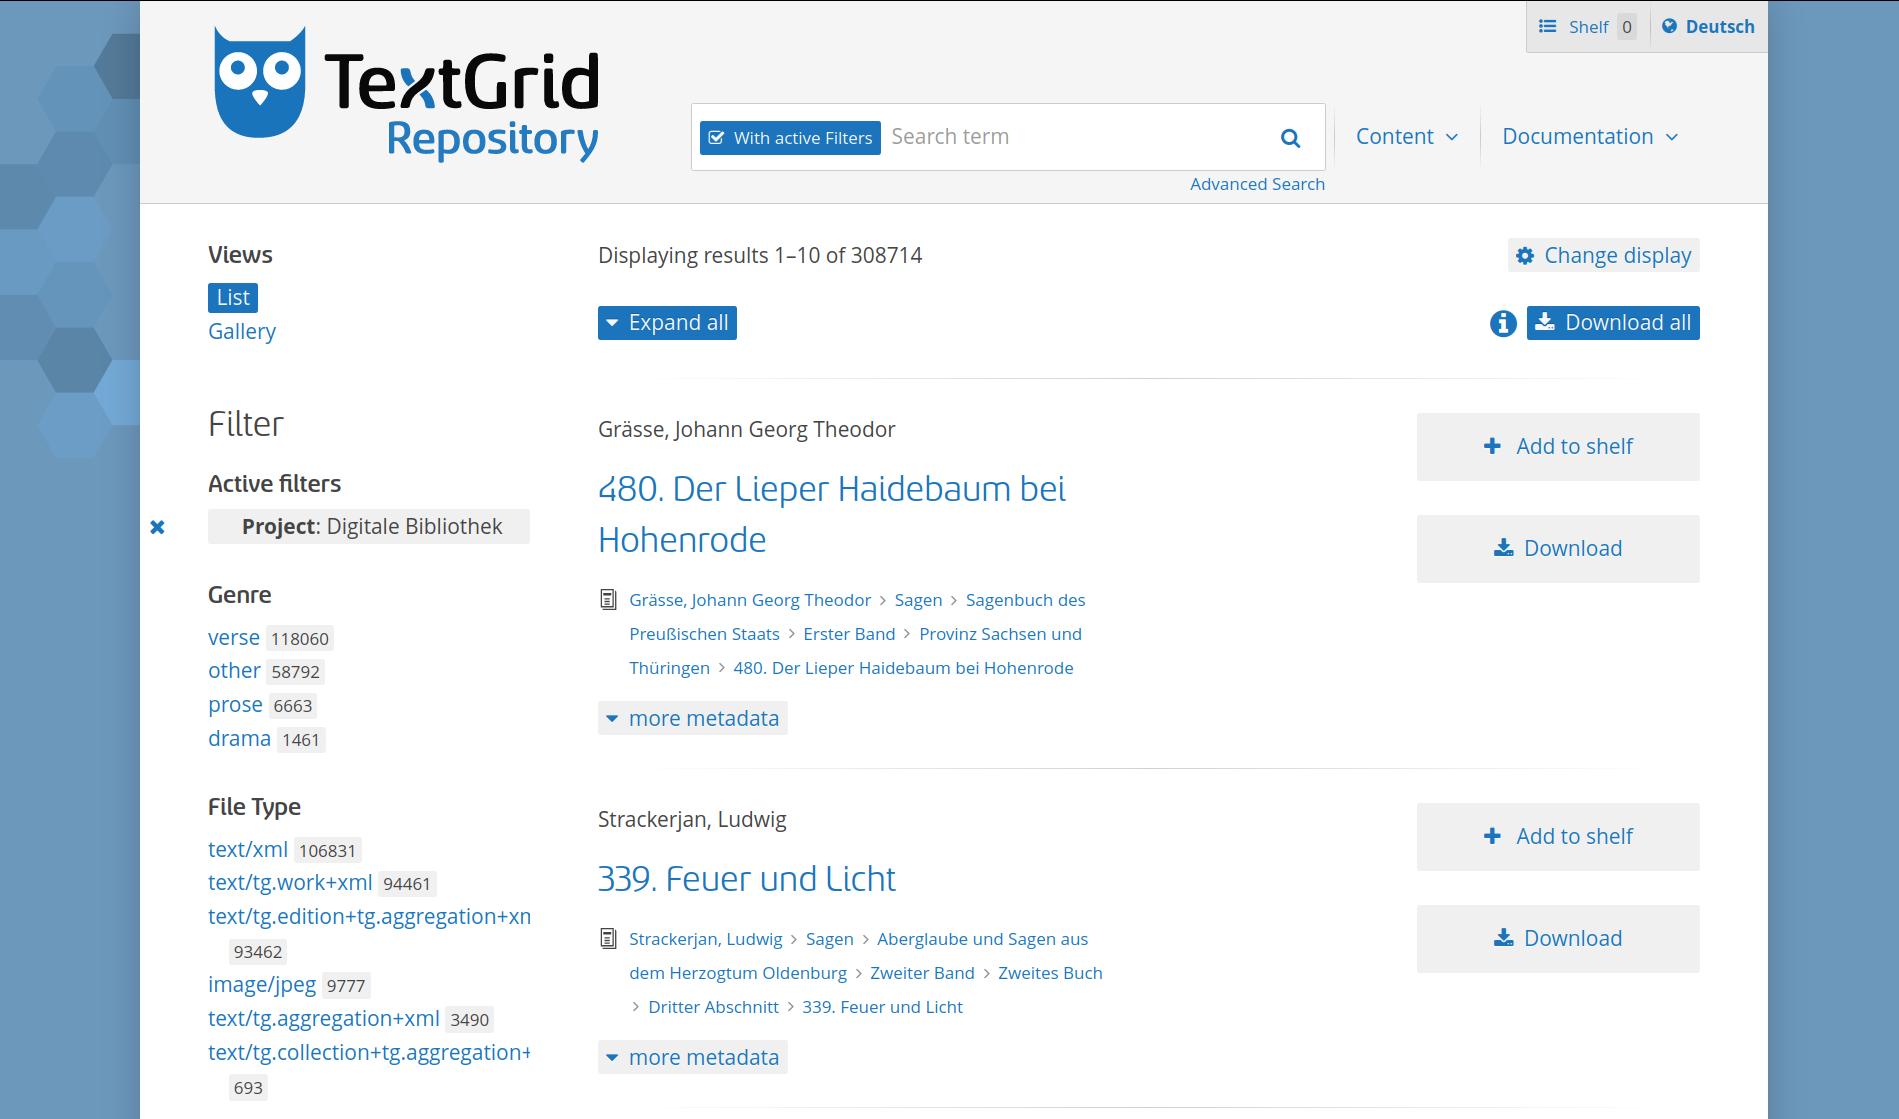 Shelf 0 Deutsch
TextGrid
Repository
With active Filters Search term
Content
Documentation
Advanced Search
Views
List
Gallery
Filter
Active filters
Project: Digitale Bibliothek
Genre
verse 118060
other 58792
prose 6663
drama 1461
File Type
text/xml 106831
text/tg.work+xml 94461
text/tg.edition+tg.aggregation+xm
93462
image/jpeg 9777
text/tg.aggregation+xml 3490
text/tg.collection+tg.aggregation+
693
Displaying results 1–10 of 308714
Change display
Expand all
Download all
Grässe, Johann Georg Theodor
480. Der Lieper Haidebaum bei
Hohenrode
Grässe, Johann Georg Theodor > Sagen > Sagenbuch des
Preußischen Staats > Erster Band > Provinz Sachsen und
Thüringen > 480. Der Lieper Haidebaum bei Hohenrode
more metadata
Add to shelf
Download
Strackerjan, Ludwig
339. Feuer und Licht
Strackerjan, Ludwig > Sagen > Aberglaube und Sagen aus
dem Herzogtum Oldenburg > Zweiter Band > Zweites Buch
> Dritter Abschnitt > 339. Feuer und Licht
more metadata
Add to shelf
Download